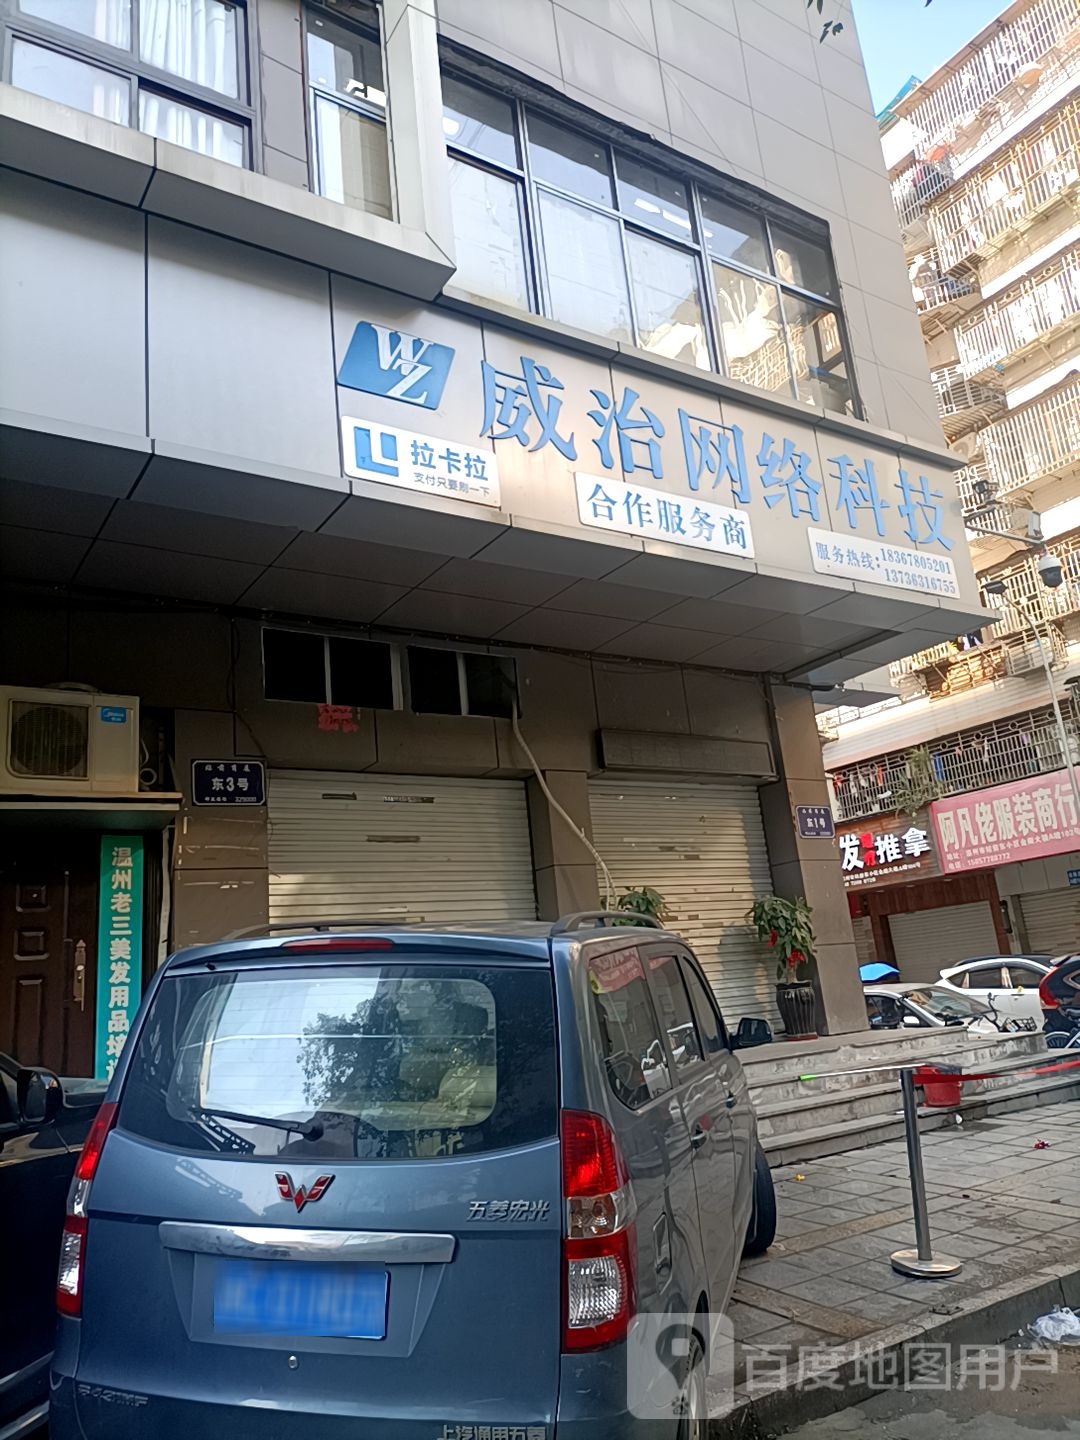 WZ
威治网络科技
拉卡拉
支付只要刷一下
合作服务商
服务热线：18367805201
13736316755
Midea
东3号
325000
东1号
温州老三美发用品培
发
推拿
阿凡佬服装商行
五菱宏光
上汽通用五菱
百度地图用户